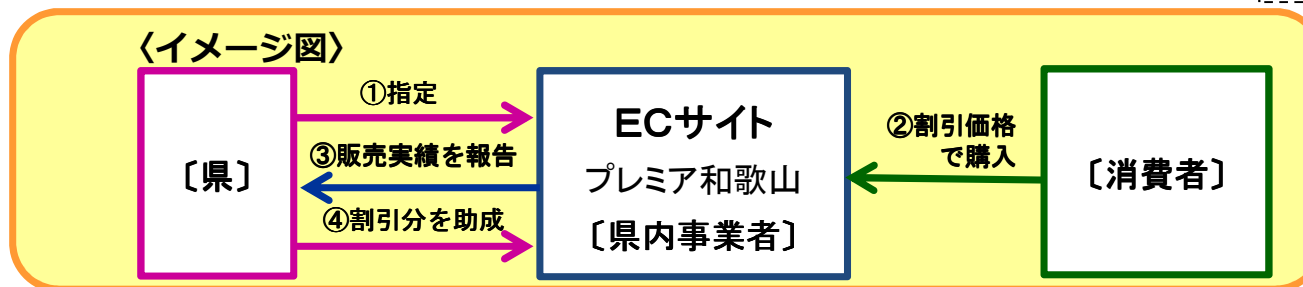 〈イメージ図〉
〔県〕
①指定
③販売実績を報告
④割引分を助成
ECサイト
プレミア和歌山
〔県内事業者〕
②割引価格
で購入
〔消費者〕